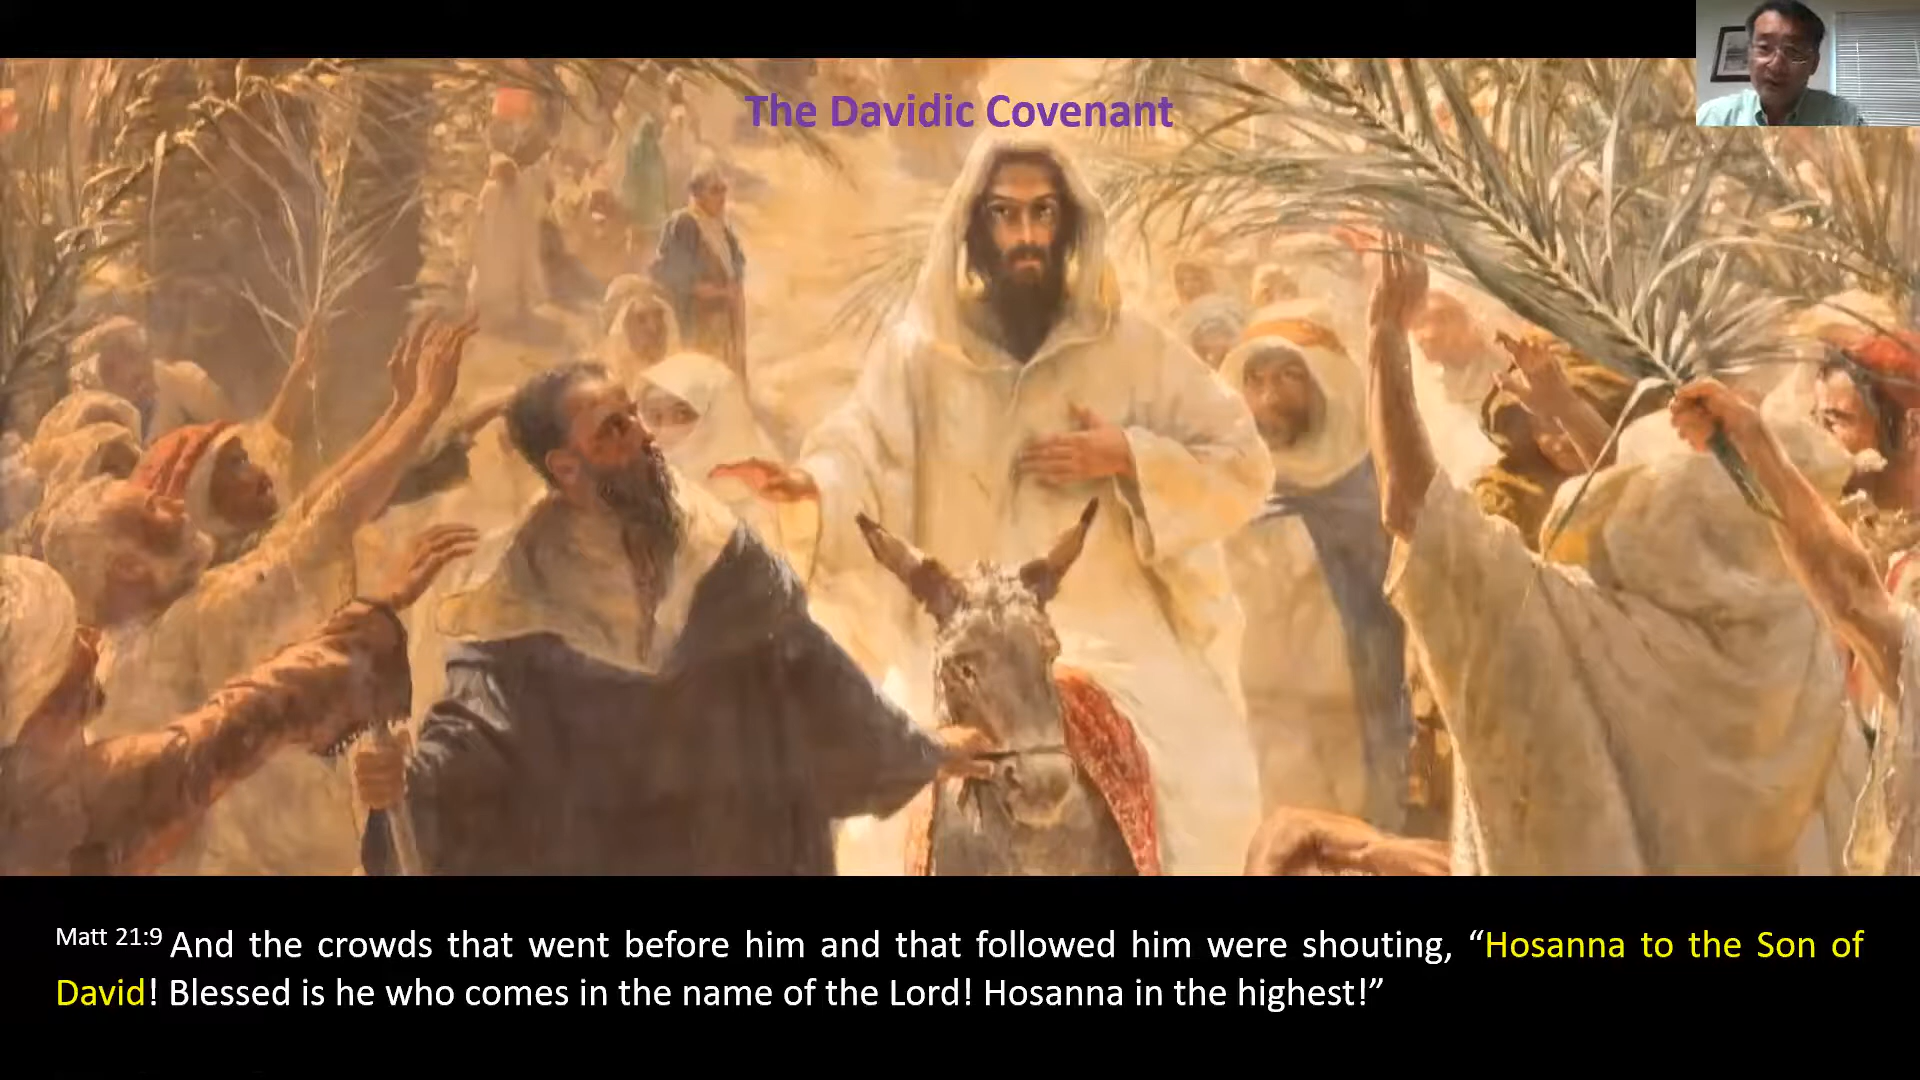 The Davidic Covenant
Matt 21:9 And the crowds that went before him and that followed him were shouting, “Hosanna to the Son of
David! Blessed is he who comes in the name of the Lord! Hosanna in the highest!”